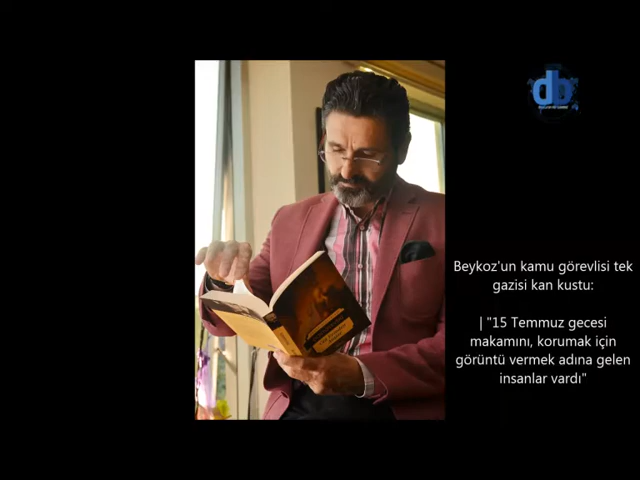 db
Beykoz'un kamu görevlisi tek
gazisi kan kustu:
| "15 Temmuz gecesi
makamını, korumak için
görüntü vermek adına gelen
insanlar vardı"